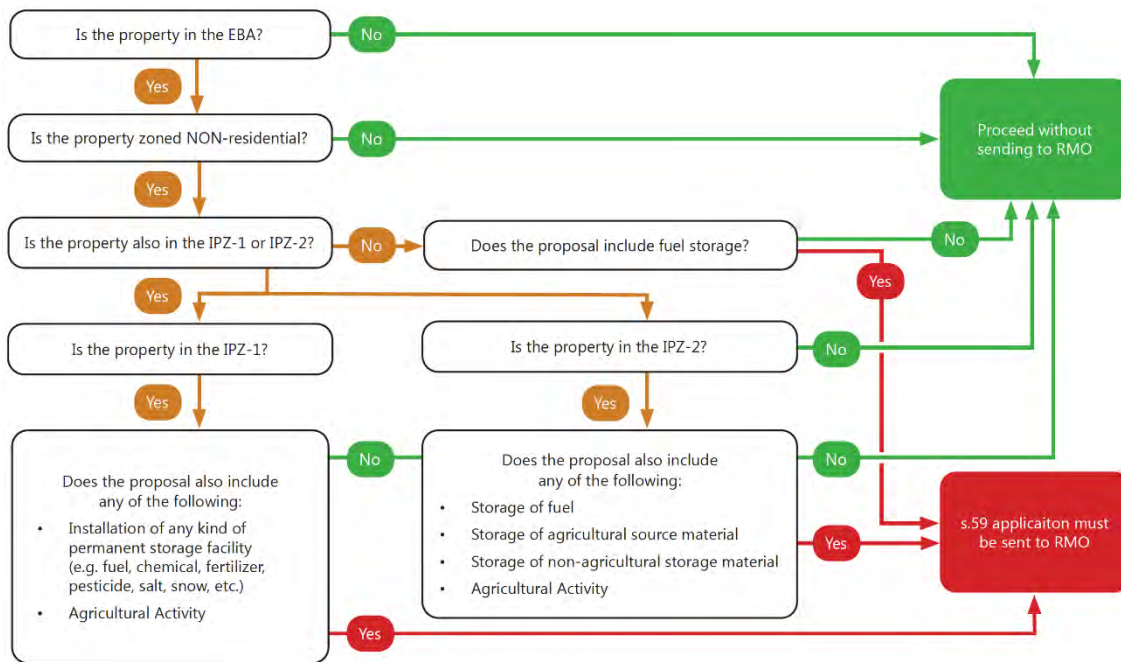 Is the property in the EBA?
No
Yes
Is the property zoned NON-residential?
No
Proceed without
sending to RMO
Yes
Is the property also in the IPZ-1 or IPZ-2?
No
Does the proposal include fuel storage?
No
Yes
Yes
Is the property in the IPZ-1?
Is the property in the IPZ-2?
No
Yes
Yes
Does the proposal also include
any of the following:
• Installation of any kind of
permanent storage facility
(e.g. fuel, chemical, fertilizer,
pesticide, salt, snow, etc.)
• Agricultural Activity
No
Does the proposal also include
any of the following:
• Storage of fuel
• Storage of agricultural source material
• Storage of non-agricultural storage material
• Agricultural Activity
No
Yes
s.59 applicaiton must
be sent to RMO
Yes